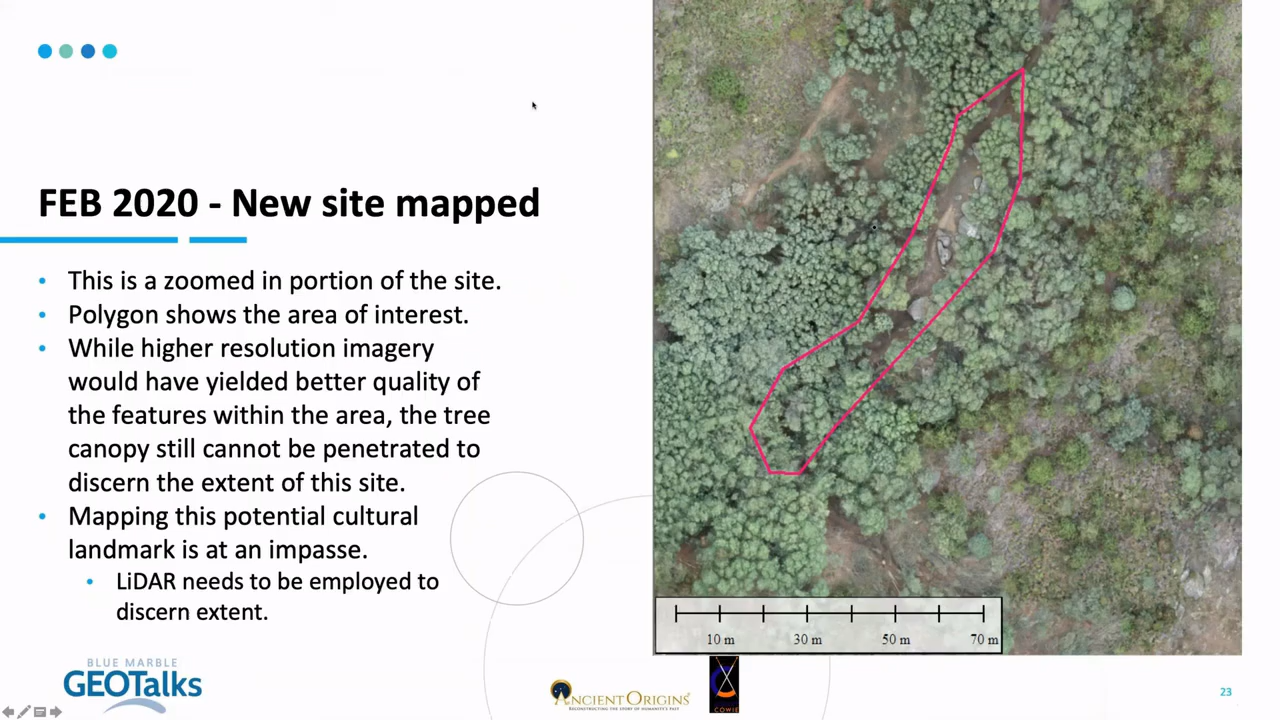 FEB 2020 - New site mapped
• This is a zoomed in portion of the site.
• Polygon shows the area of interest.
• While higher resolution imagery
would have yielded better quality of
the features within the area, the tree
canopy still cannot be penetrated to
discern the extent of this site.
• Mapping this potential cultural
landmark is at an impasse.
• LiDAR needs to be employed to
discern extent.
10 m 30 m 50 m 70 m
BLUE MARBLE
GEOTalks
ANCIENT ORIGINS
RECONSTRUCTING THE STORY OF HUMANITY'S PAST
COWIE
23